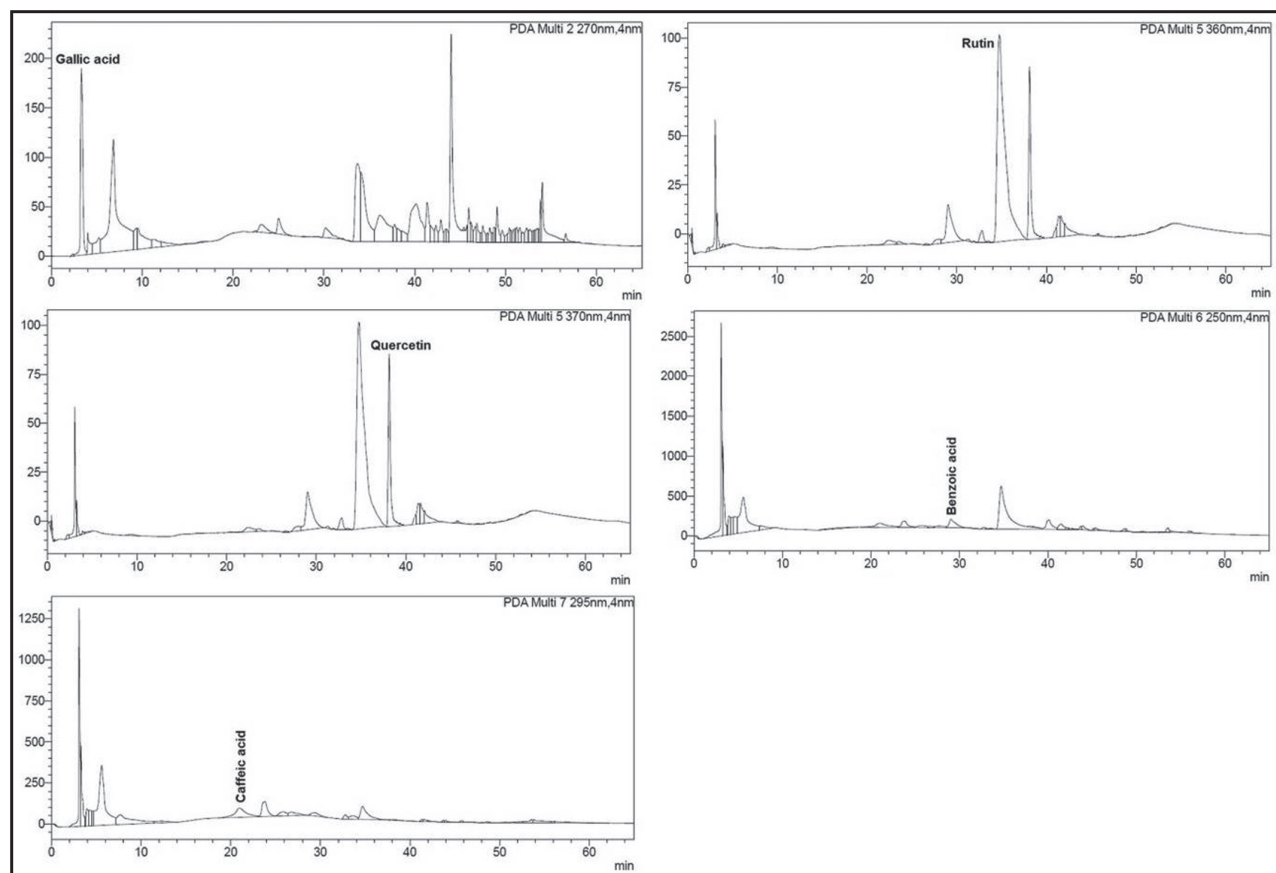 PDA Multi 2 270nm,4nm
Gallic acid
200
150
100
50
0
0 10 20 30 40 50 60
min
PDA Multi 5 360nm,4nm
Rutin
100
75
50
25
0
0 10 20 30 40 50 60
min
PDA Multi 5 370nm,4nm
Quercetin
100
75
50
25
0
0 10 20 30 40 50 60
min
PDA Multi 6 250nm,4nm
Benzoic acid
2500
2000
1500
1000
500
0
0 10 20 30 40 50 60
min
PDA Multi 7 295nm,4nm
Caffeic acid
1250
1000
750
500
250
0
0 10 20 30 40 50 60
min